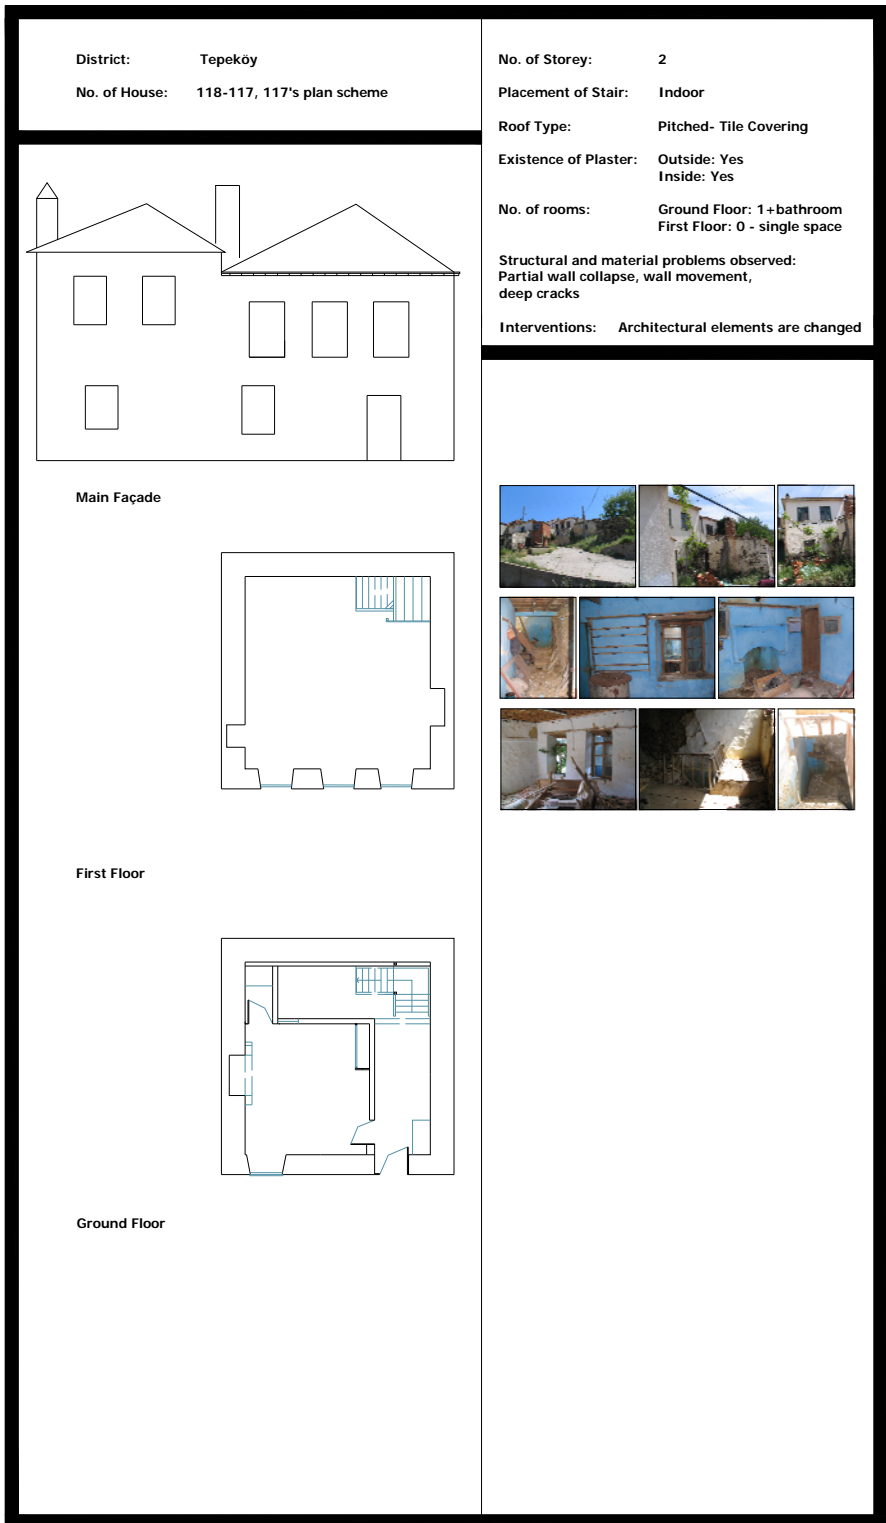 District: Tepeköy
No. of House: 118-117, 117's plan scheme
No. of Storey: 2
Placement of Stair: Indoor
Roof Type: Pitched- Tile Covering
Existence of Plaster: Outside: Yes
Inside: Yes
No. of rooms: Ground Floor: 1+bathroom
First Floor: 0 - single space
Structural and material problems observed:
Partial wall collapse, wall movement,
deep cracks
Interventions: Architectural elements are changed
Main Façade
First Floor
Ground Floor